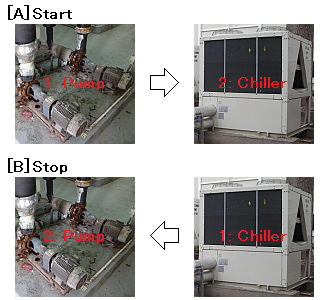 [A]Start
1: Pump
2: Chiller
[B]Stop
2: Pump
1: Chiller